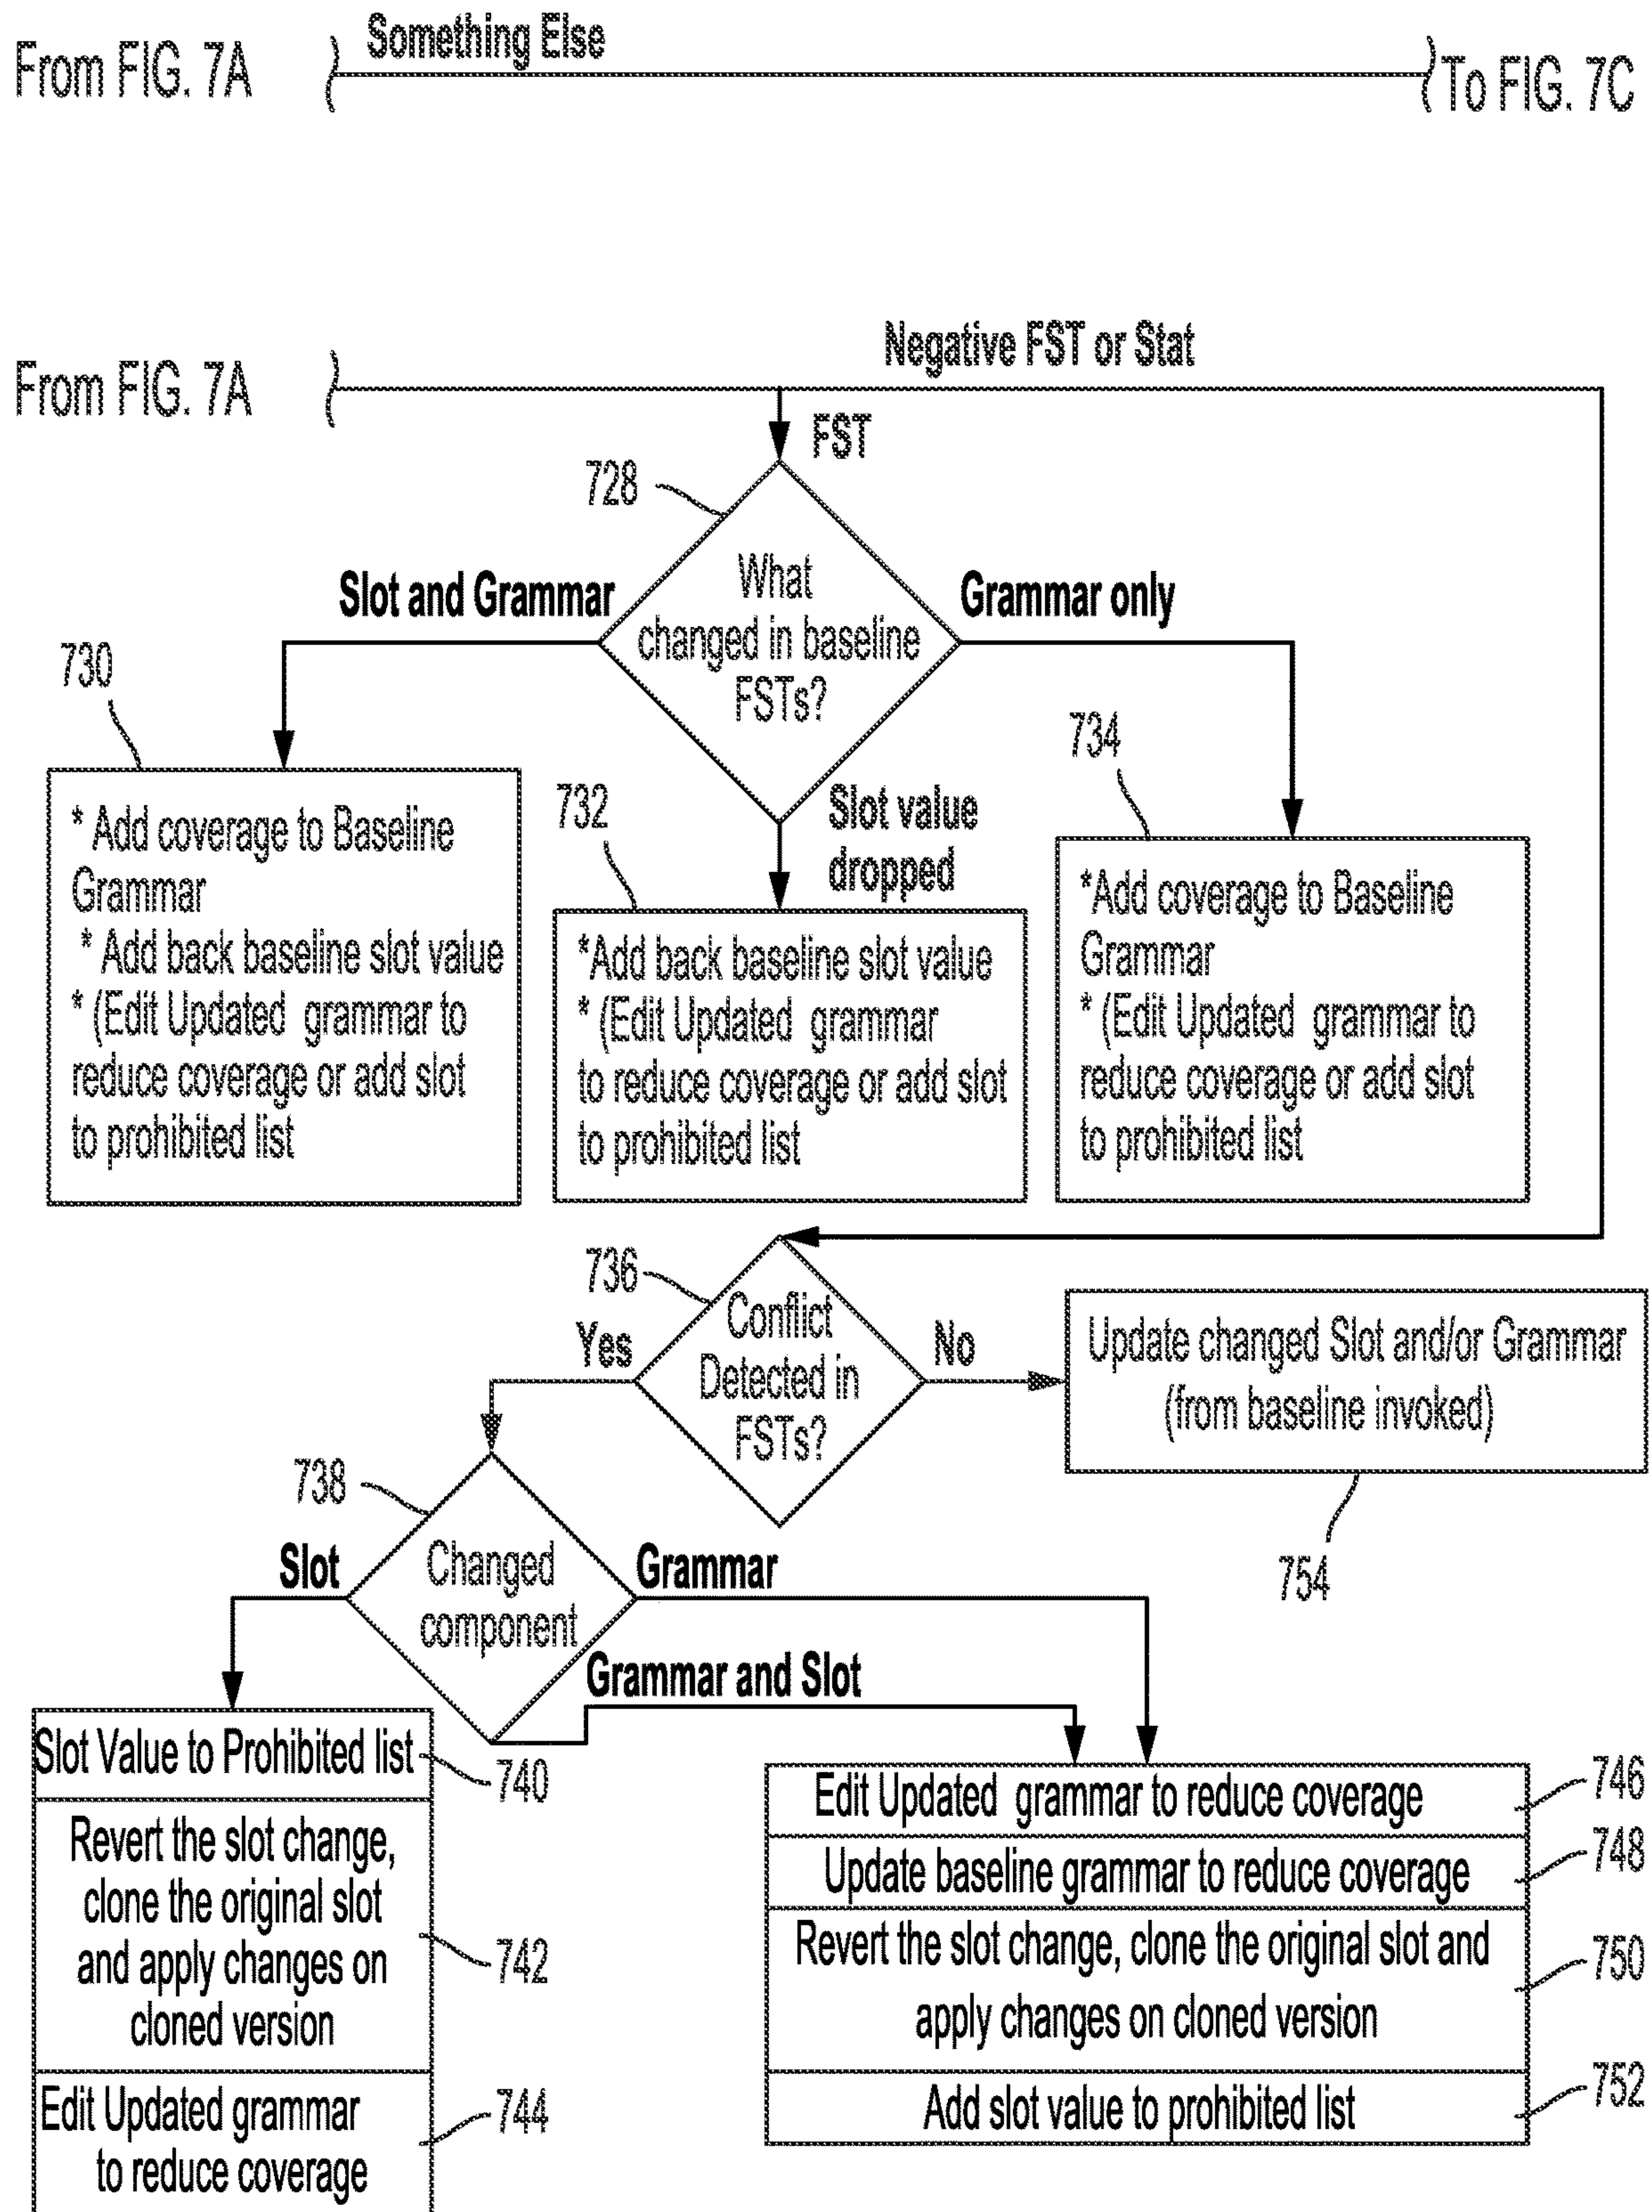 From FIG. 7A
Something Else
To FIG. 7C
From FIG. 7A
Negative FST or Stat
FST
728
What
changed in baseline
FSTs?
Slot and Grammar
Grammar only
Slot value
dropped
730
* Add coverage to Baseline
Grammar
* Add back baseline slot value
* (Edit Updated grammar to
reduce coverage or add slot
to prohibited list
732
*Add back baseline slot value
* (Edit Updated grammar
to reduce coverage or add slot
to prohibited list
734
*Add coverage to Baseline
Grammar
* (Edit Updated grammar to
reduce coverage or add slot
to prohibited list
736
Conflict
Detected in
FSTs?
Yes
No
Update changed Slot and/or Grammar
(from baseline invoked)
754
738
Changed
component
Slot
Grammar
Grammar and Slot
Slot Value to Prohibited list
740
Revert the slot change,
clone the original slot
and apply changes on
cloned version
742
Edit Updated grammar
to reduce coverage
744
Edit Updated grammar to reduce coverage
746
Update baseline grammar to reduce coverage
748
Revert the slot change, clone the original slot and
apply changes on cloned version
750
Add slot value to prohibited list
752